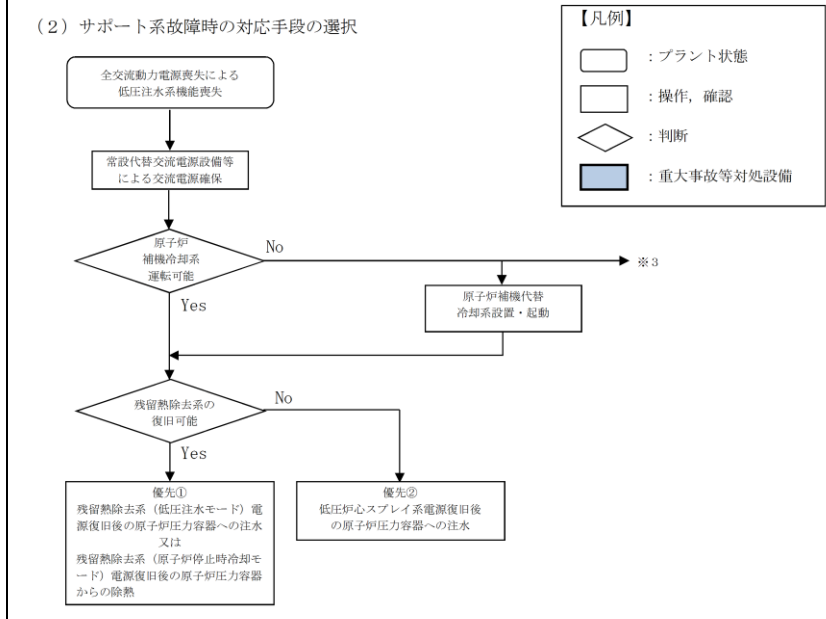 (2)サポート系故障時の対応手段の選択
【凡例】
:プラント状態
:操作,確認
:判断
:重大事故等対処設備
全交流動力電源喪失による
低圧注水系機能喪失
常設代替交流電源設備等
による交流電源確保
原子炉
補機冷却系
運転可能
No
※3
Yes
原子炉補機代替
冷却系設置・起動
残留熱除去系の
復旧可能
No
Yes
優先①
残留熱除去系(低圧注水モード)電
源復旧後の原子炉圧力容器への注水
又は
残留熱除去系(原子炉停止時冷却モ
ード)電源復旧後の原子炉圧力容器
からの除熱
優先②
低圧炉心スプレイ系電源復旧後
の原子炉圧力容器への注水